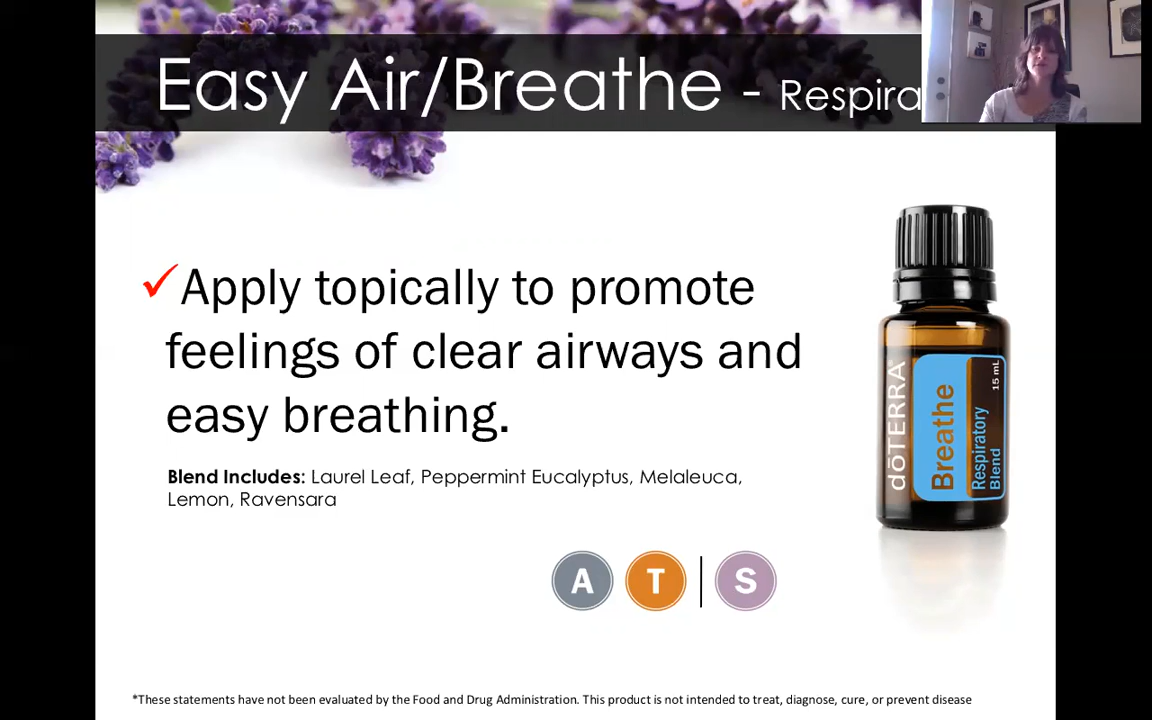 Easy Air/Breathe - Respira
✓Apply topically to promote
feelings of clear airways and
easy breathing.
Blend Includes: Laurel Leaf, Peppermint Eucalyptus, Melaleuca,
Lemon, Ravensara
dōTERRA®
Breathe
Respiratory
Blend
15 mL
A T | S
*These statements have not been evaluated by the Food and Drug Administration. This product is not intended to treat, diagnose, cure, or prevent disease